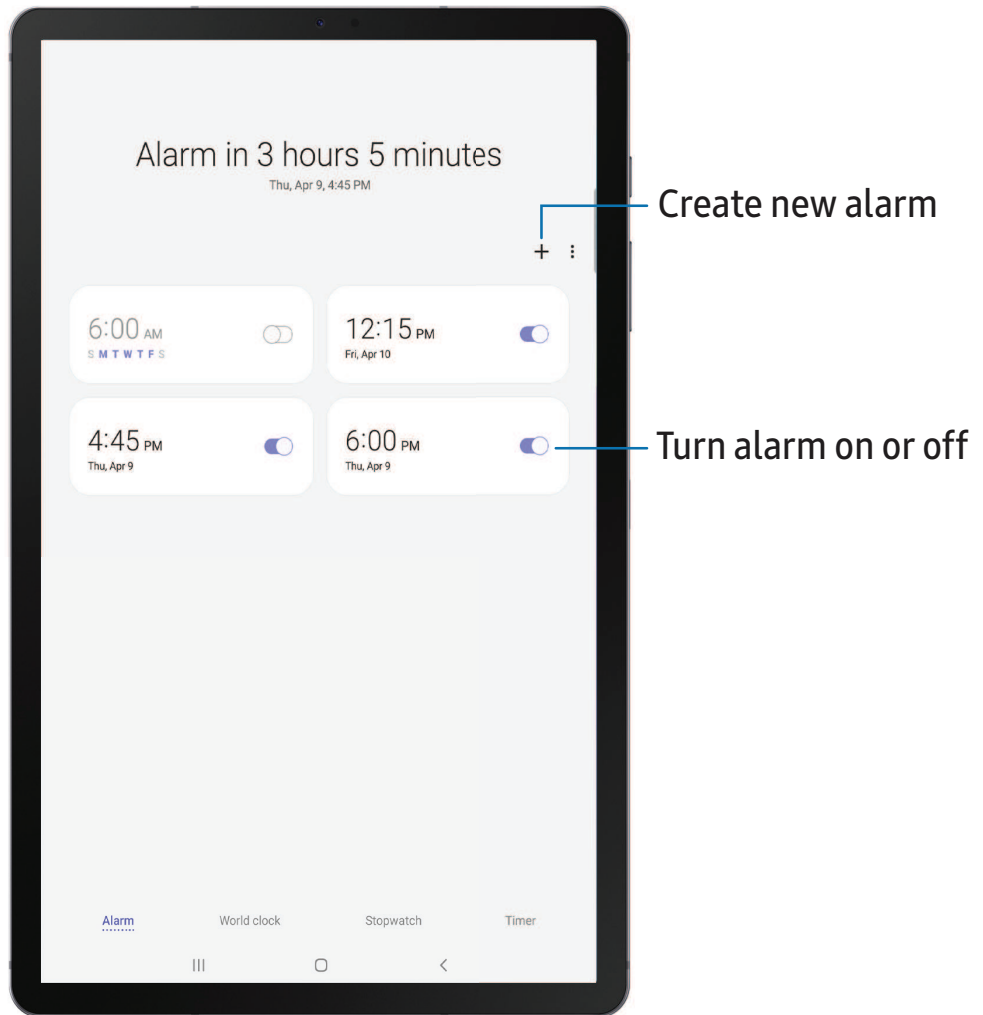 Alarm in 3 hours 5 minutes
Thu, Apr 9, 4:45 PM
Create new alarm
+
6:00 AM
S M T W T F S
12:15 PM
Fri, Apr 10
4:45 PM
Thu, Apr 9
6:00 PM
Thu, Apr 9
Turn alarm on or off
Alarm World clock Stopwatch Timer